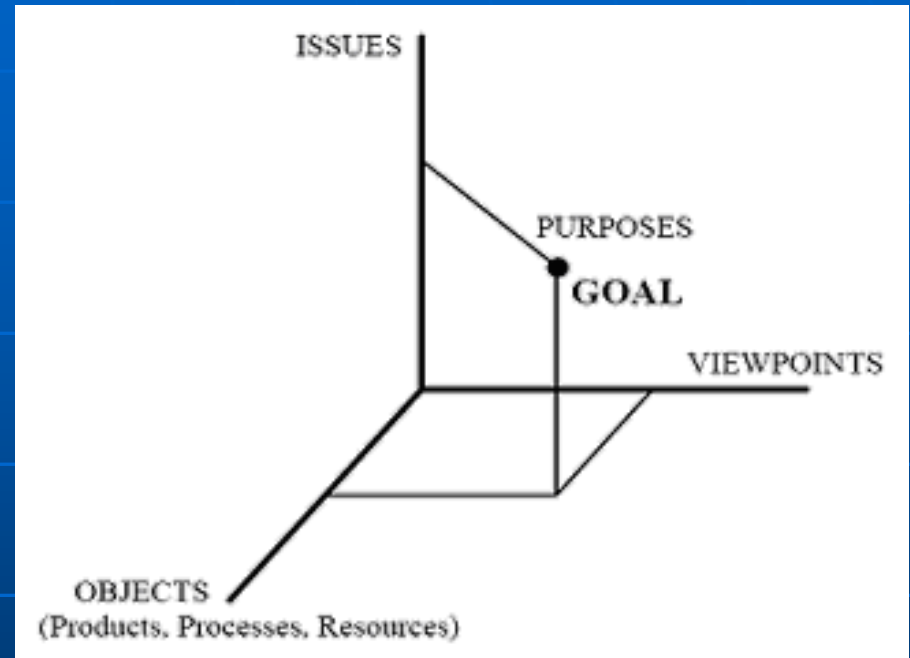 ISSUES
PURPOSES
GOAL
VIEWPOINTS
OBJECTS
(Products, Processes, Resources)